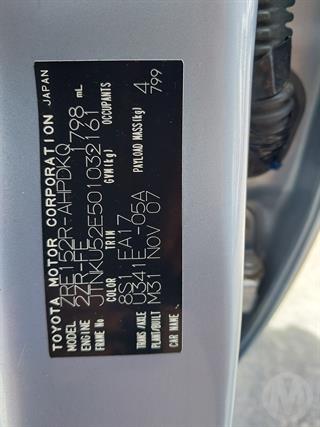 TOYOTA MOTOR CORPORATION JAPAN
MODEL ZRE152R-AHPDKQ
ENGINE 2ZR-FE 1798 mL
FRAME No. JTNKU52E501032161
COLOR TRIM GVM(kg) OCCUPANTS
8S1 EA17 4
TRANS/AXLE U341E -05A PAYLOAD MASS(kg) 799
PLANT/BUILT M31 NOV 07
CAR NAME
M